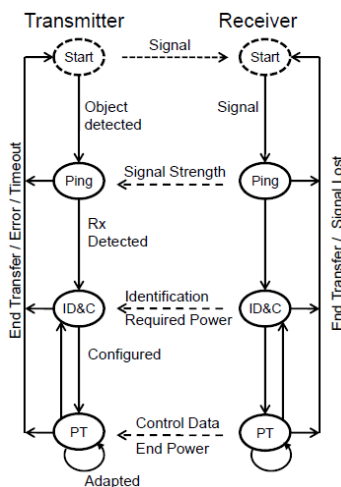 Transmitter
Receiver
Start
Signal
Start
Object
detected
Signal
Ping
Signal Strength
Ping
Rx
Detected
End Transfer / Error / Timeout
End Transfer / Signal Lost
ID&C
Identification
Required Power
ID&C
Configured
PT
Control Data
End Power
PT
Adapted